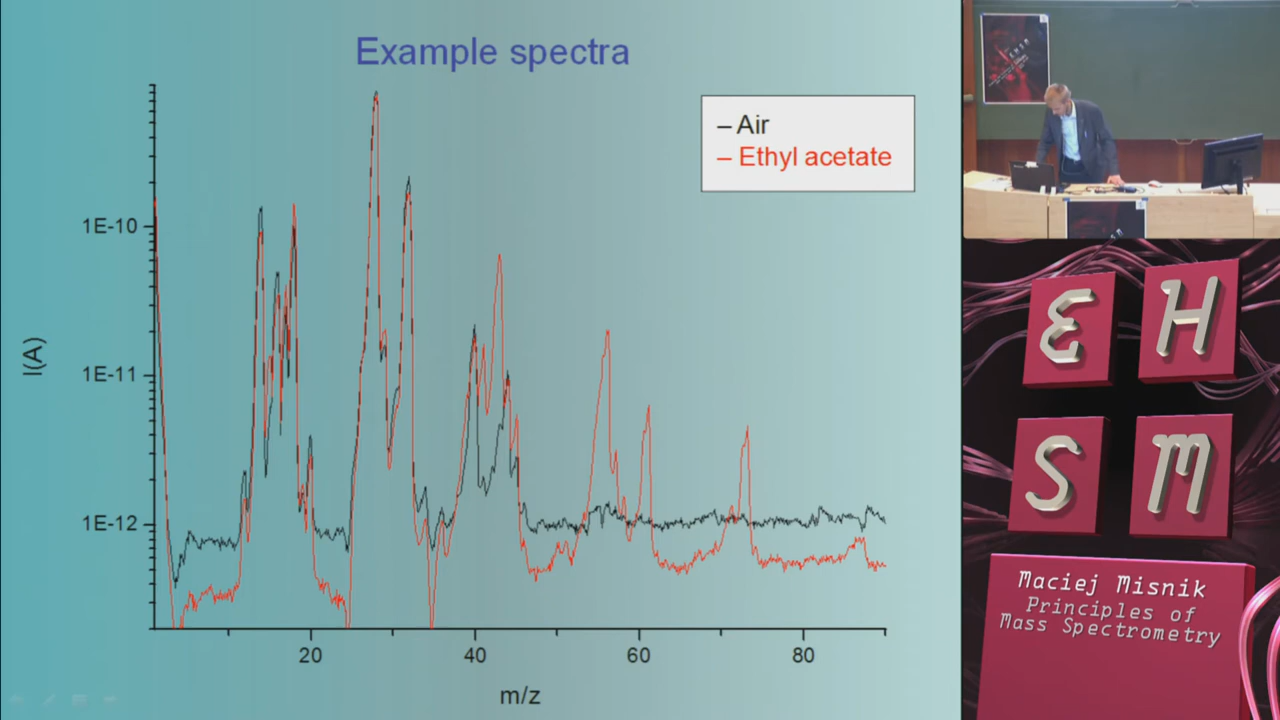 Example spectra
– Air
– Ethyl acetate
I(A)
1E-10
1E-11
1E-12
20 40 60 80
m/z
E H
S M
Maciej Misnik
Principles of
Mass Spectrometry